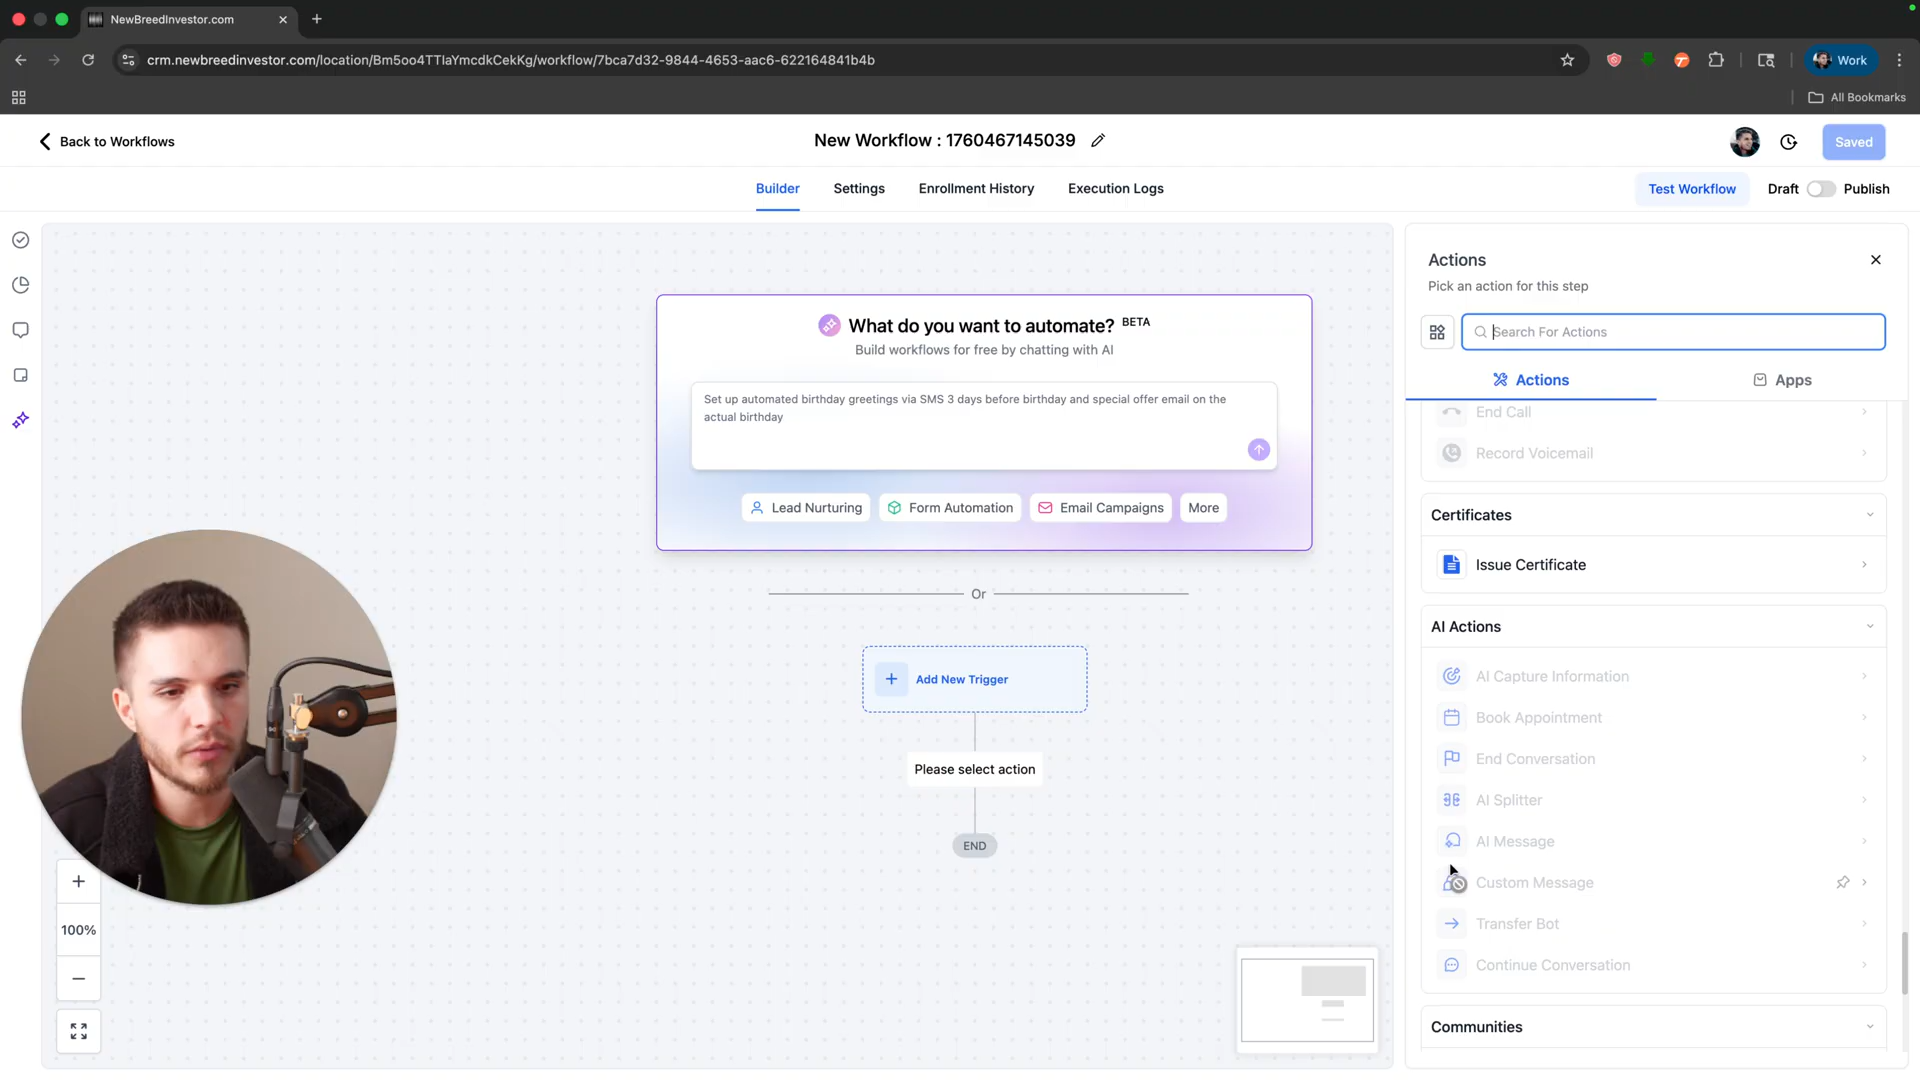 NewBreedInvestor.com
crm.newbreedinvestor.com/location/Bm5oo4TTlaYmcdkCekKg/workflow/7bca7d32-9844-4653-aac6-622164841b4b
Work
All Bookmarks
Back to Workflows
New Workflow : 1760467145039
Saved
Builder
Settings
Enrollment History
Execution Logs
Test Workflow
Draft
Publish
What do you want to automate? BETA
Build workflows for free by chatting with AI
Set up automated birthday greetings via SMS 3 days before birthday and special offer email on the
actual birthday
Lead Nurturing
Form Automation
Email Campaigns
More
Or
Add New Trigger
Please select action
END
100%
Actions
Pick an action for this step
Search For Actions
Actions
Apps
End Call
Record Voicemail
Certificates
Issue Certificate
AI Actions
AI Capture Information
Book Appointment
End Conversation
AI Splitter
AI Message
Custom Message
Transfer Bot
Continue Conversation
Communities